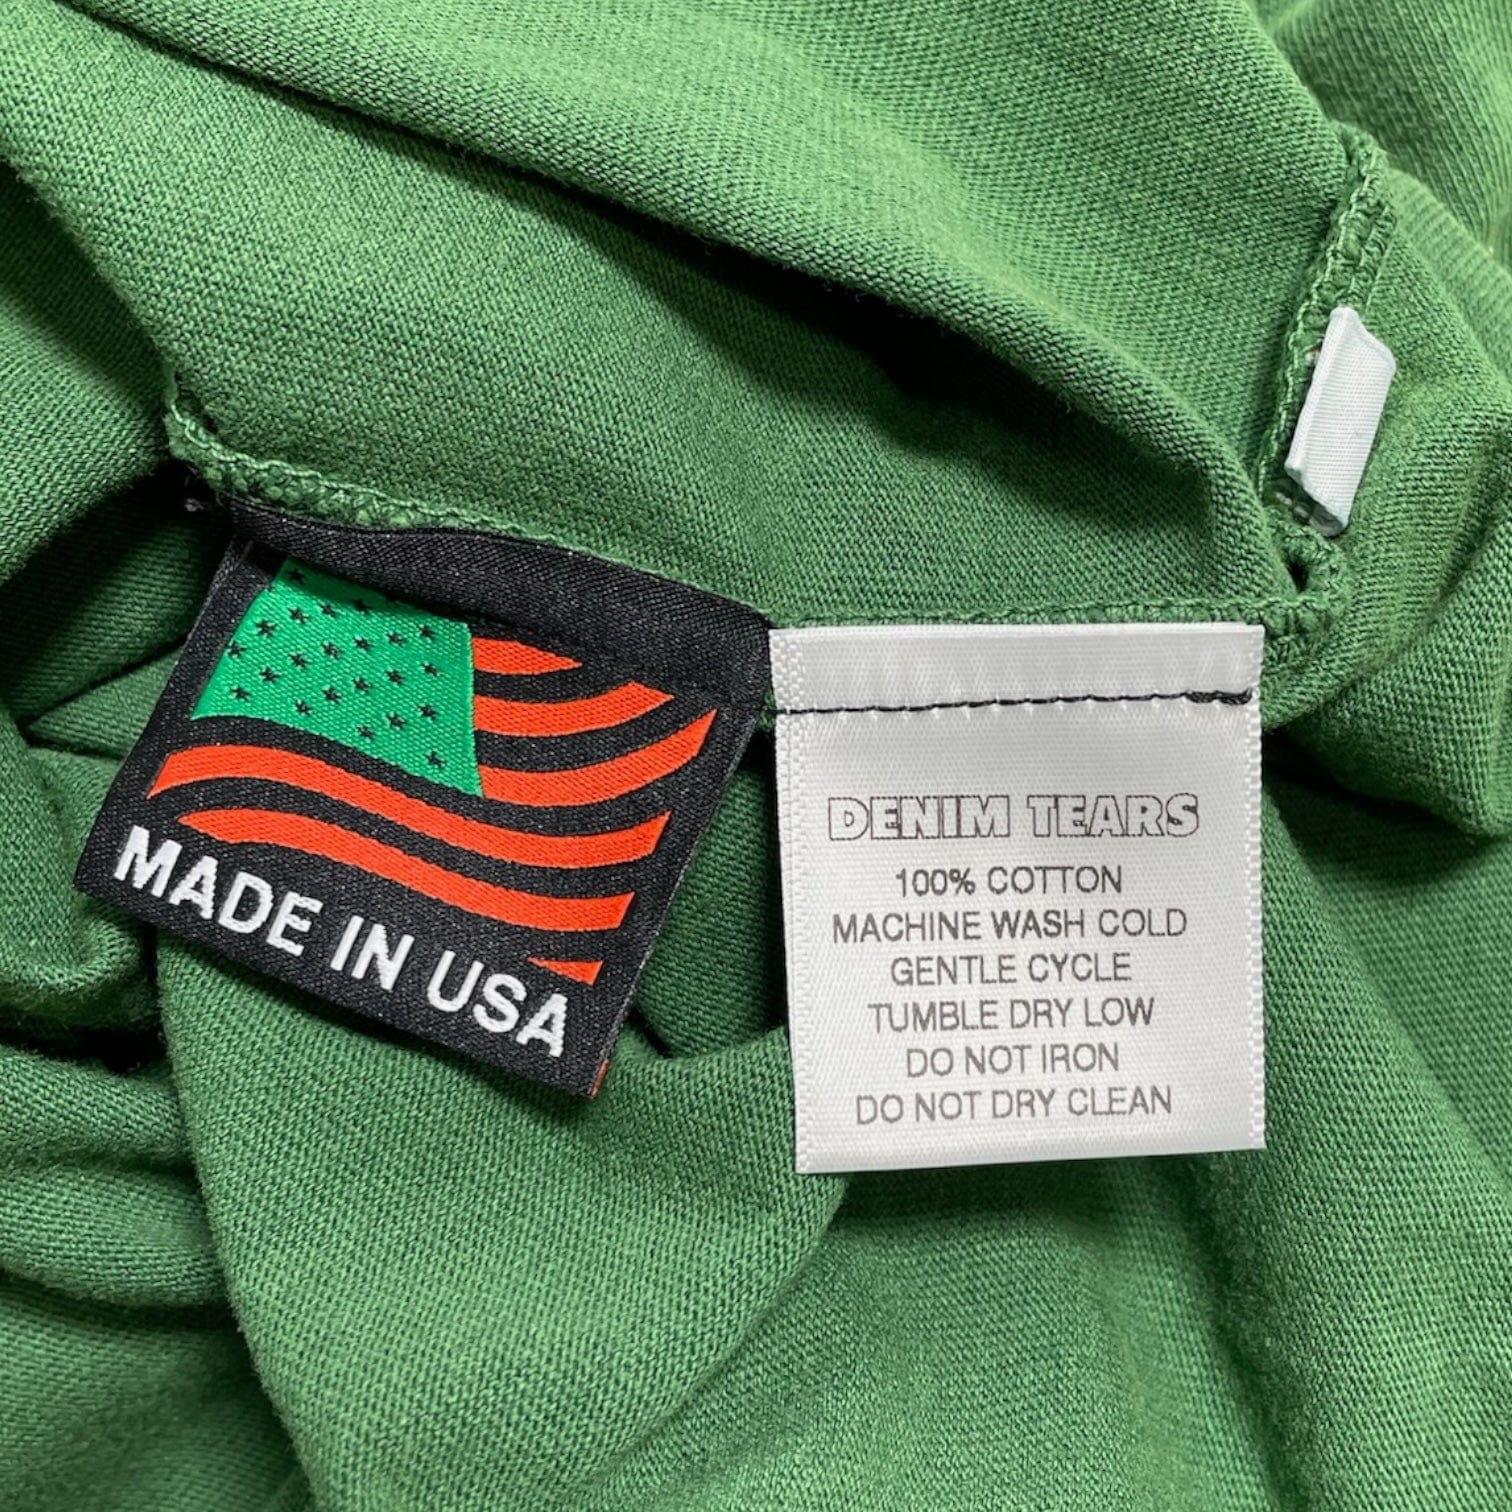 MADE IN USA
DENIM TEARS
100% COTTON
MACHINE WASH COLD
GENTLE CYCLE
TUMBLE DRY LOW
DO NOT IRON
DO NOT DRY CLEAN